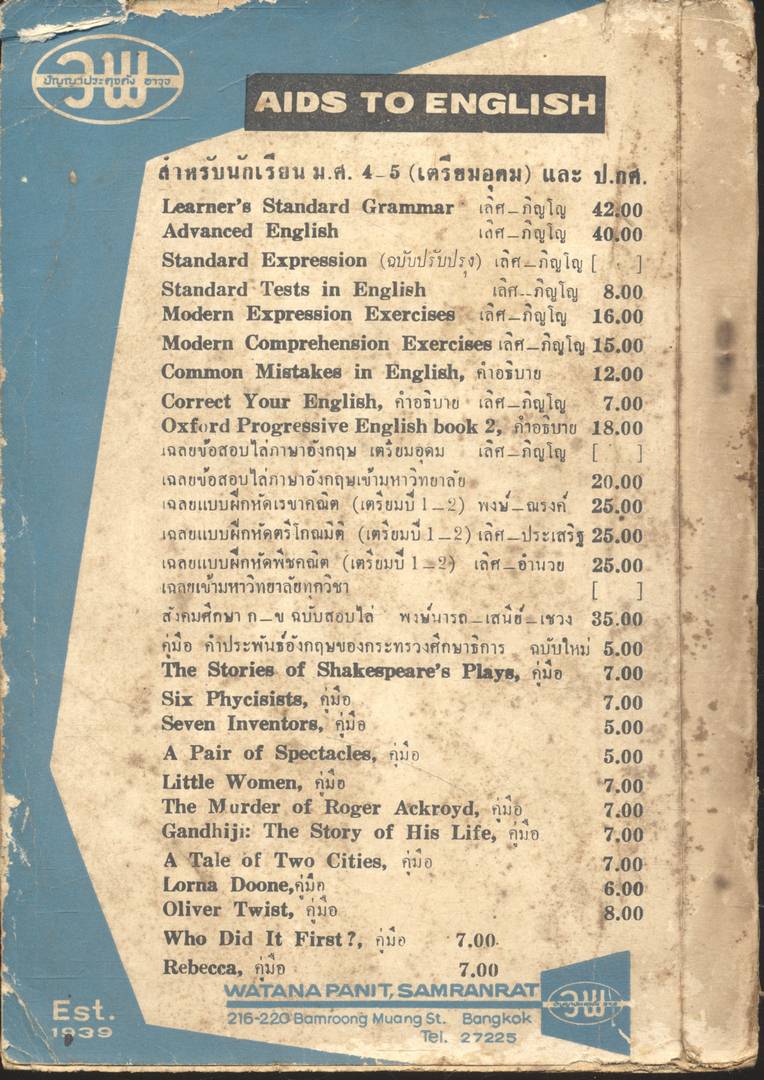 วพ
ปัญญาประดุจดัง อาวุธ
AIDS TO ENGLISH
สำหรับนักเรียน ม.ศ. 4-5 (เตรียมอุดม) และ ป.กศ.
Learner's Standard Grammar เลิศ-ภิญโญ 42.00
Advanced English เลิศ-ภิญโญ 40.00
Standard Expression (ฉบับปรับปรุง) เลิศ-ภิญโญ [ ]
Standard Tests in English เลิศ-ภิญโญ 8.00
Modern Expression Exercises เลิศ-ภิญโญ 16.00
Modern Comprehension Exercises เลิศ-ภิญโญ 15.00
Common Mistakes in English, คำอธิบาย 12.00
Correct Your English, คำอธิบาย เลิศ-ภิญโญ 7.00
Oxford Progressive English book 2, คำอธิบาย 18.00
เฉลยข้อสอบไล่ภาษาอังกฤษ เตรียมอุดม เลิศ-ภิญโญ [ ]
เฉลยข้อสอบไล่ภาษาอังกฤษเข้ามหาวิทยาลัย 20.00
เฉลยแบบฝึกหัดเรขาคณิต (เตรียมปี 1-2) พงษ์-ณรงค์ 25.00
เฉลยแบบฝึกหัดตรีโกณมิติ (เตรียมปี 1-2) เลิศ-ประเสริฐ 25.00
เฉลยแบบฝึกหัดพีชคณิต (เตรียมปี 1-2) เลิศ-อำนวย 25.00
เฉลยเข้ามหาวิทยาลัยทุกวิชา [ ]
สังคมศึกษา ก-ข ฉบับสอบไล่ พงษ์นารถ-เสนีย์-เชวง 35.00
คู่มือ คำประพันธ์อังกฤษของกระทรวงศึกษาธิการ ฉบับใหม่ 5.00
The Stories of Shakespeare's Plays, คู่มือ 7.00
Six Phycisists, คู่มือ 7.00
Seven Inventors, คู่มือ 5.00
A Pair of Spectacles, คู่มือ 5.00
Little Women, คู่มือ 7.00
The Murder of Roger Ackroyd, คู่มือ 7.00
Gandhiji: The Story of His Life, คู่มือ 7.00
A Tale of Two Cities, คู่มือ 7.00
Lorna Doone, คู่มือ 6.00
Oliver Twist, คู่มือ 8.00
Who Did It First?, คู่มือ 7.00
Rebecca, คู่มือ 7.00
WATANA PANIT, SAMRANRAT
216-220 Bamroong Muang St. Bangkok
Tel. 27225
วพ
Est.
1939